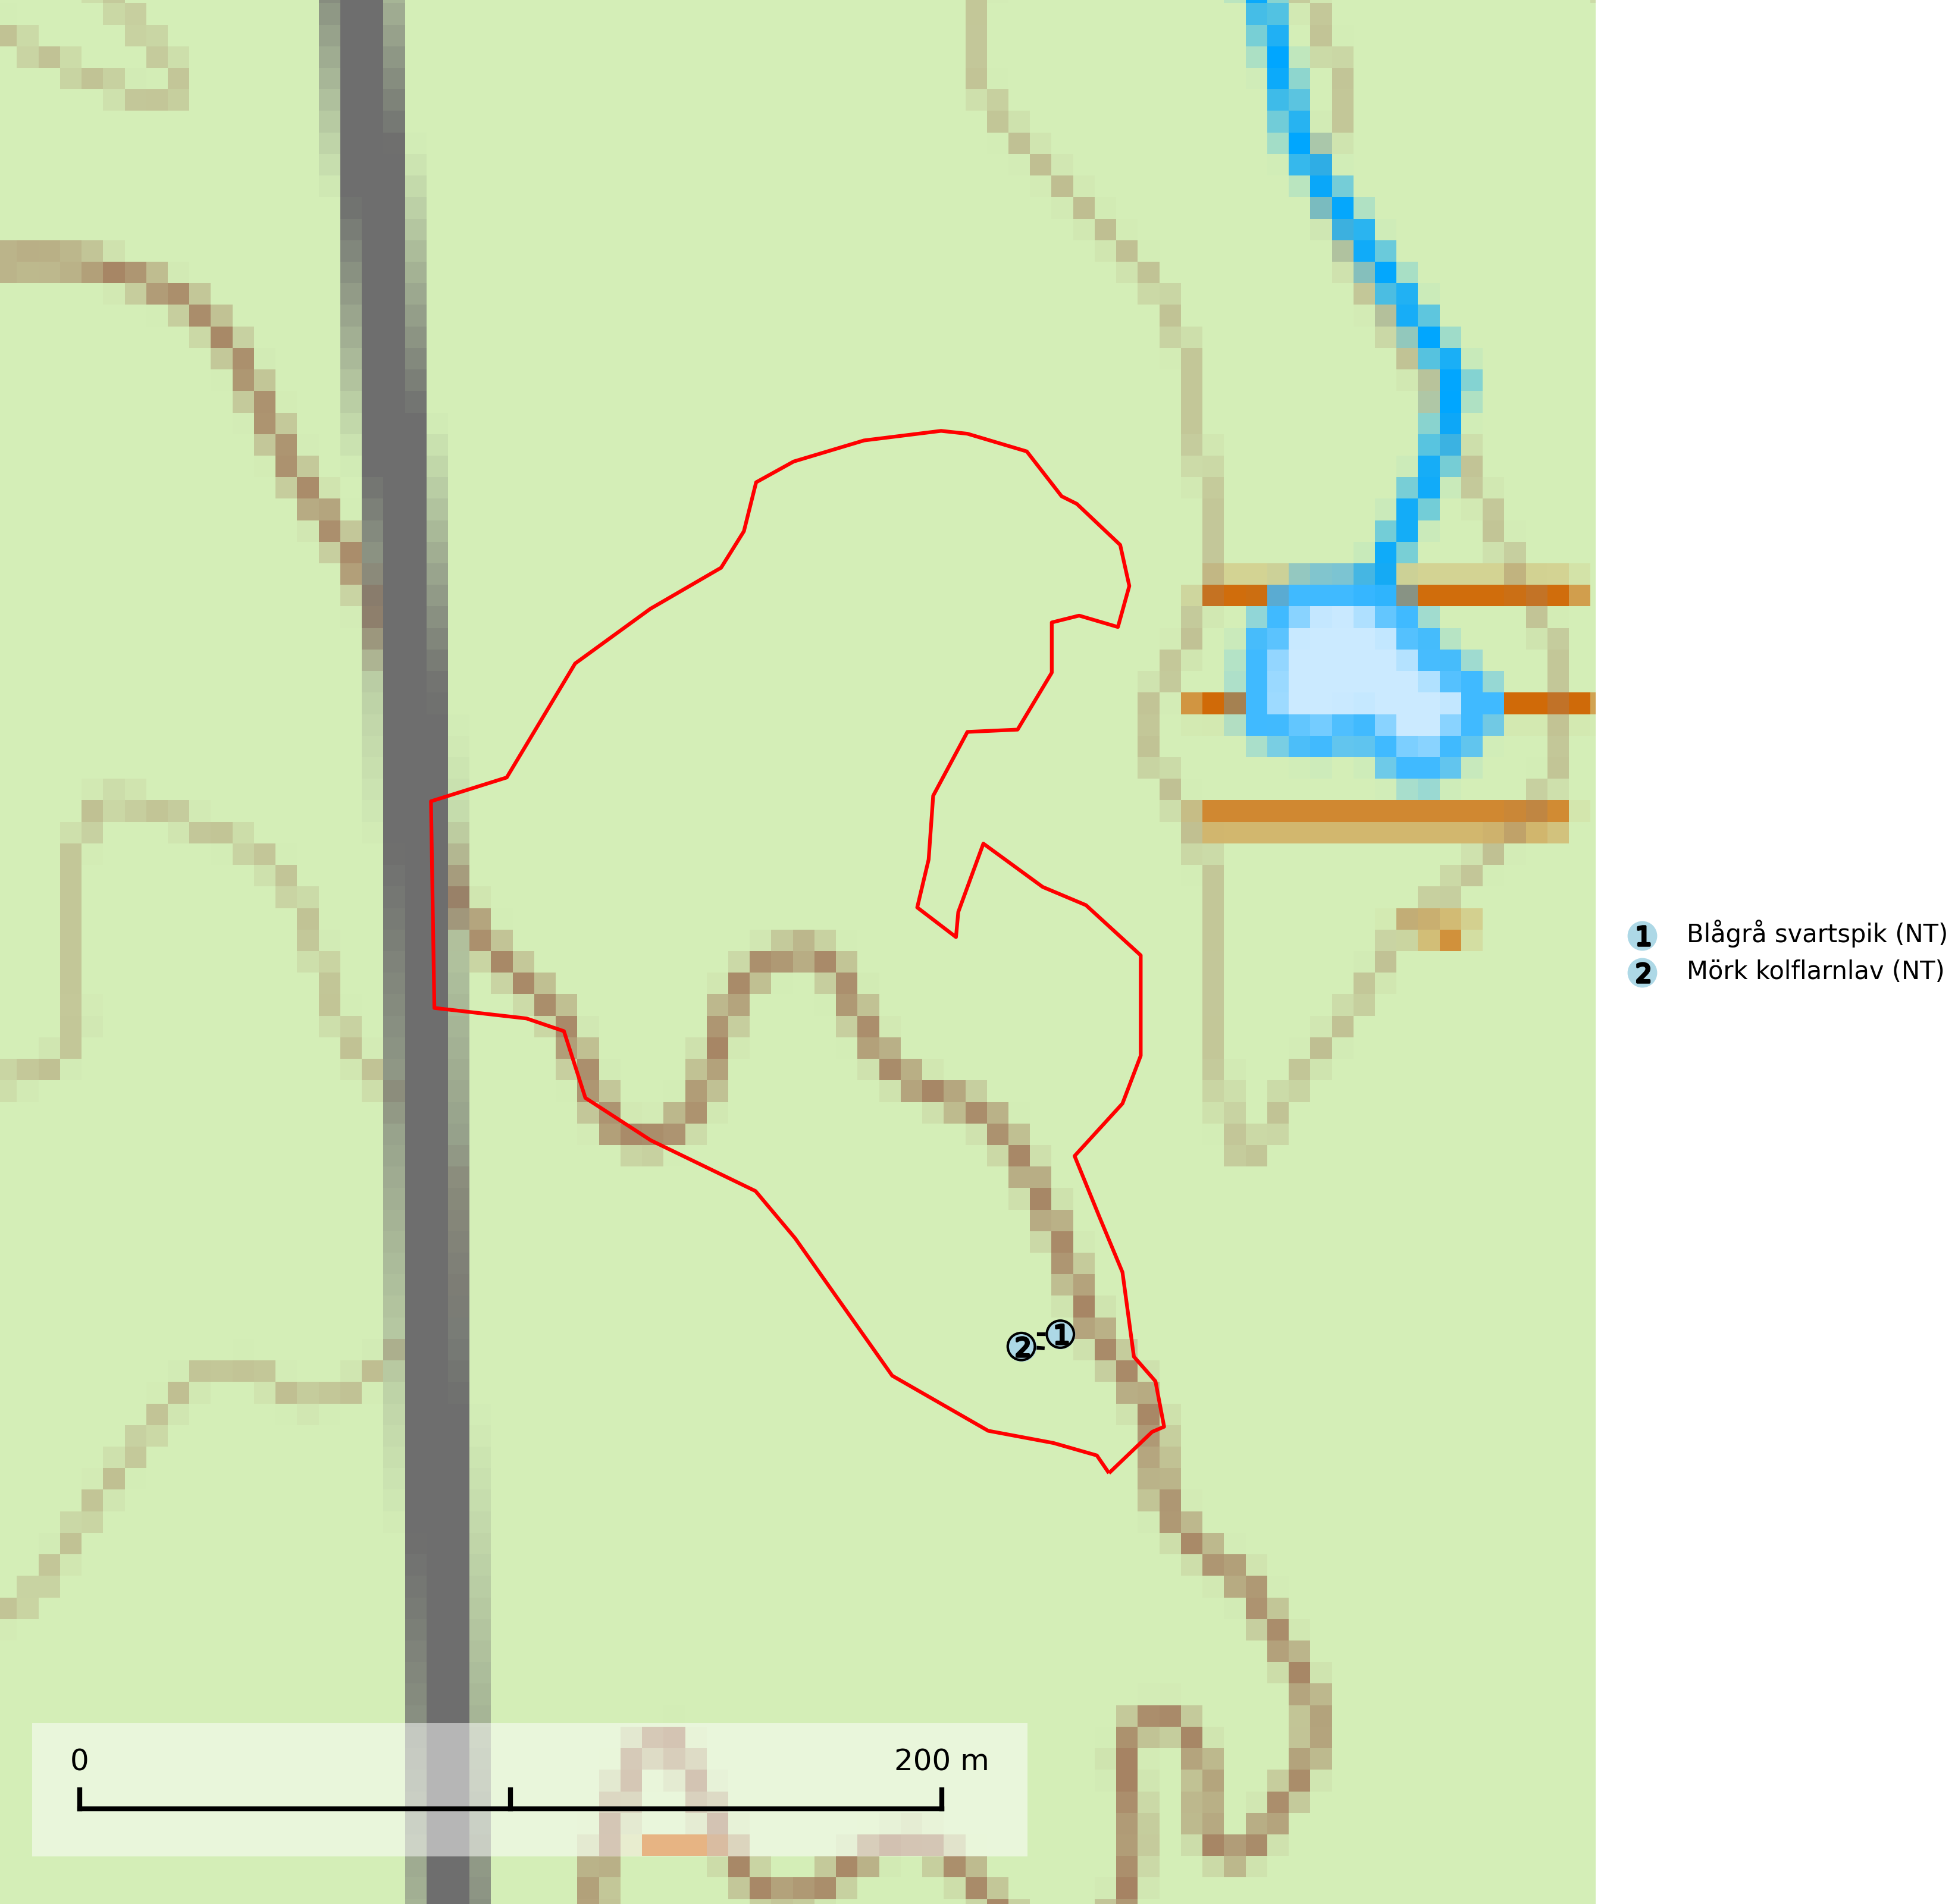 1 Blågrå svartspik (NT)
2 Mörk kolflarnlav (NT)
1
2
0 200 m